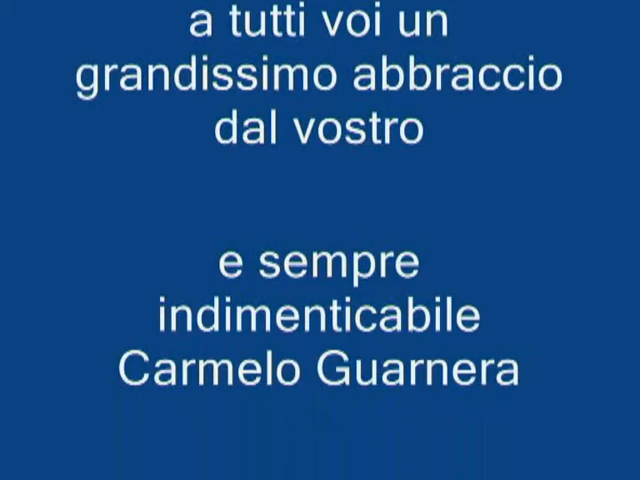 a tutti voi un
grandissimo abbraccio
dal vostro
e sempre
indimenticabile
Carmelo Guarnera